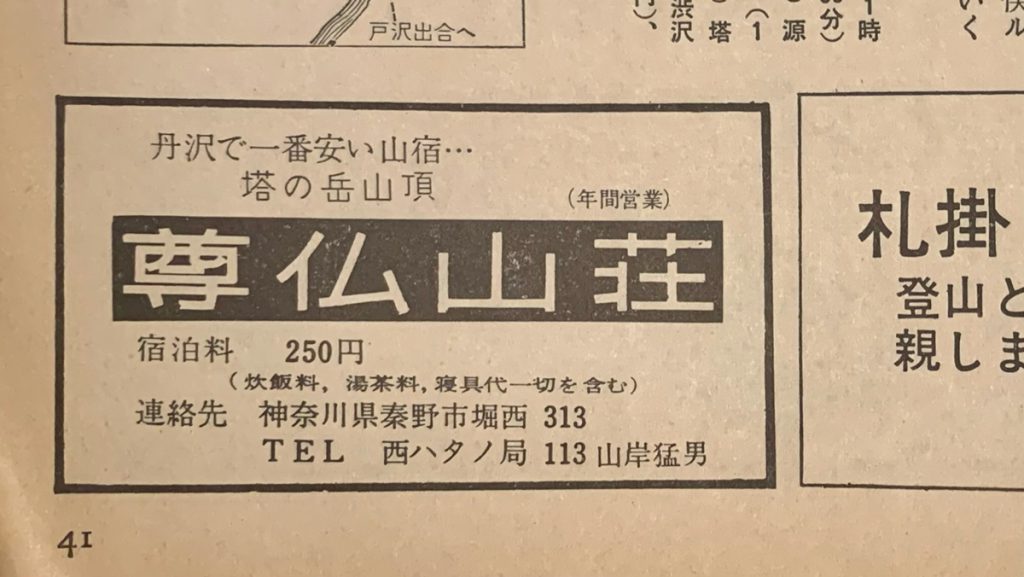 戸沢出合へ
丹沢で一番安い山宿…
塔の岳山頂
(年間営業)
尊仏山荘
宿泊料 250円
(炊飯料, 湯茶料, 寝具代一切を含む)
連絡先 神奈川県秦野市堀西 313
TEL 西ハタノ局 113 山岸猛男
札掛
登山と
親しま
41